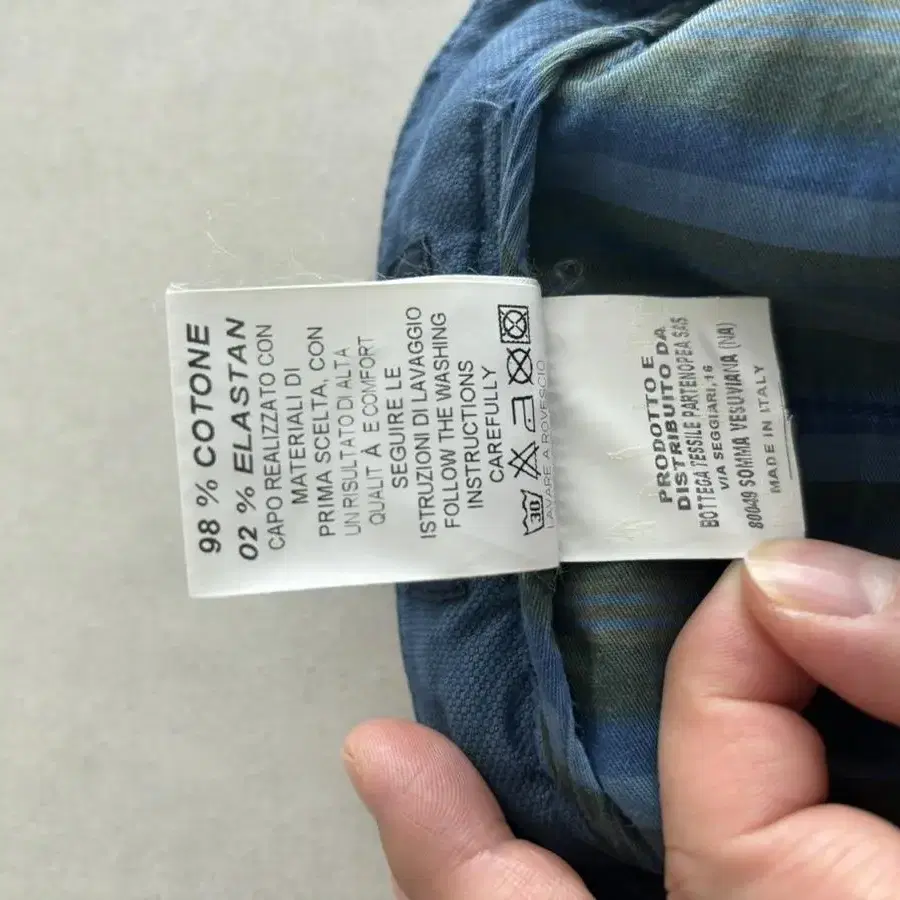 98 % COTONE
02 % ELASTAN
CAPO REALIZZATO CON
MATERIALI DI
PRIMA SCELTA, CON
UN RISULTATO DI ALTA
QUALIT À E COMFORT
SEGUIRE LE
ISTRUZIONI DI LAVAGGIO
FOLLOW THE WASHING
INSTRUCTIONS
CAREFULLY
30
LAVARE A ROVESCIO
PRODOTTO E
DISTRIBUITO DA
BOTTEGA TESSILE PARTENOPEA SAS
VIA SEGGIARI,16
80049 SOMMA VESUVIANA (NA)
MADE IN ITALY